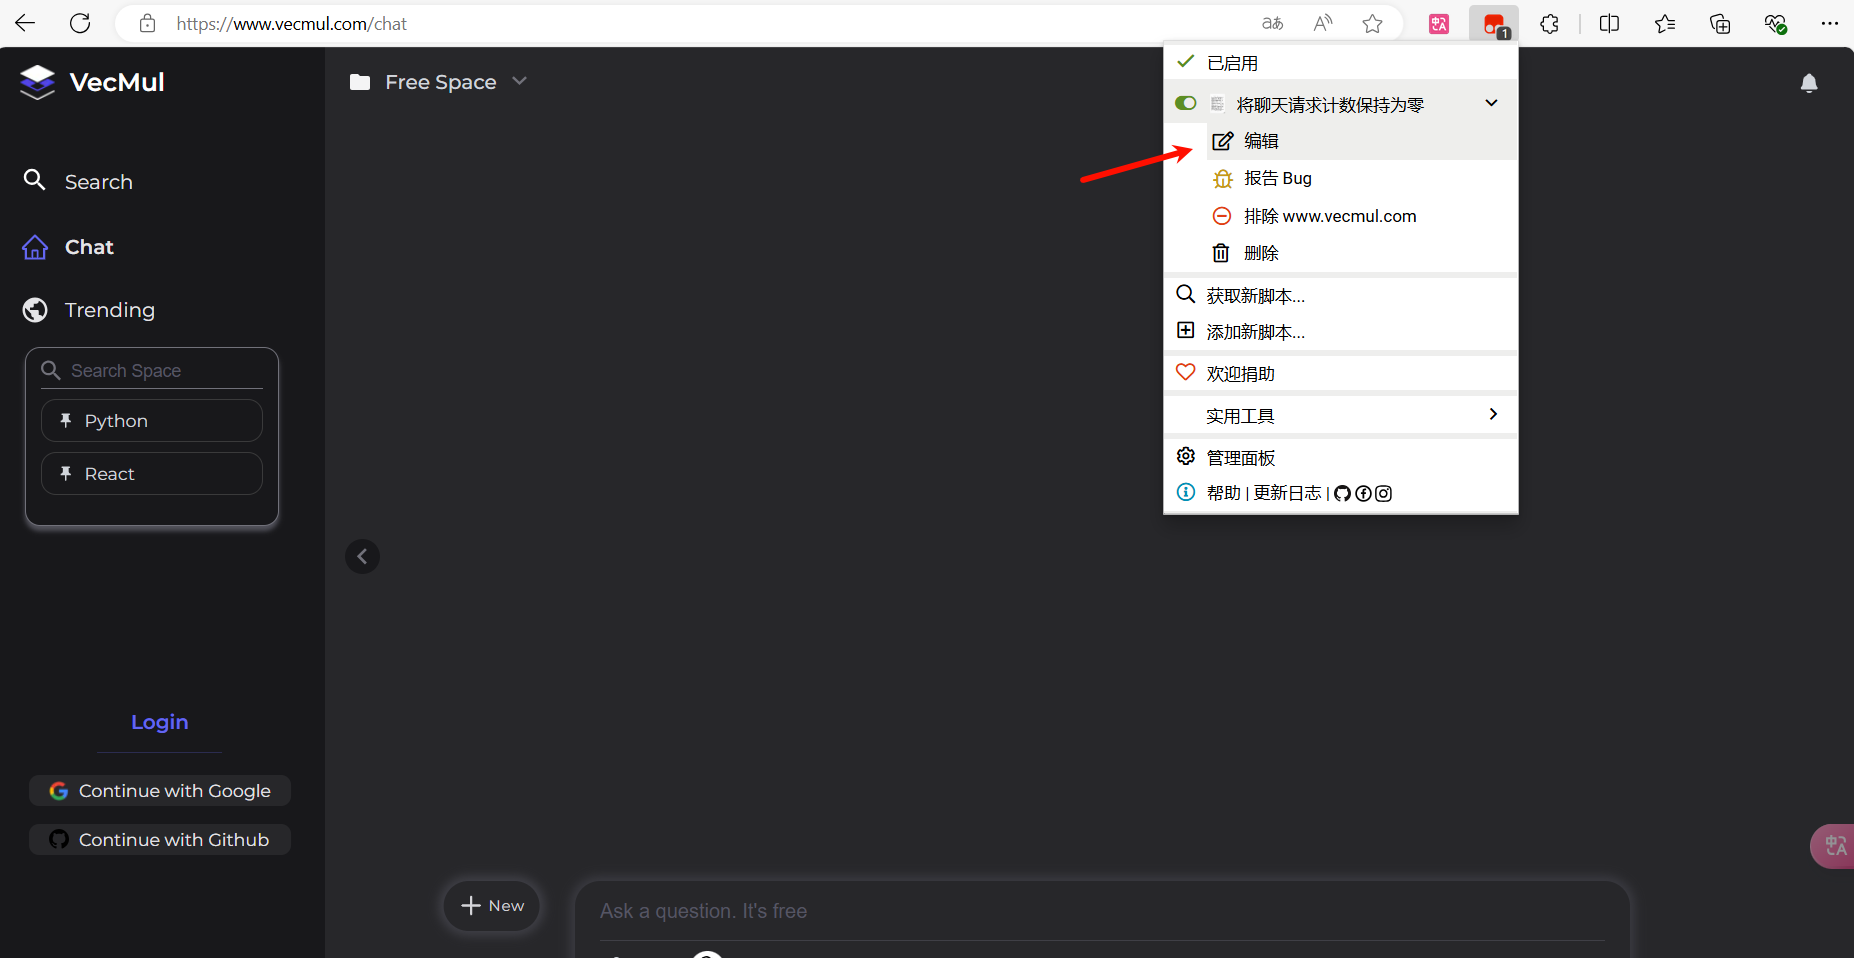 https://www.vecmul.com/chat
1
VecMul
Free Space
Search
Chat
Trending
Search Space
Python
React
Login
Continue with Google
Continue with Github
New
Ask a question. It's free
已启用
将聊天请求计数保持为零
编辑
报告 Bug
排除 www.vecmul.com
删除
获取新脚本...
添加新脚本...
欢迎捐助
实用工具
管理面板
帮助 | 更新日志 |